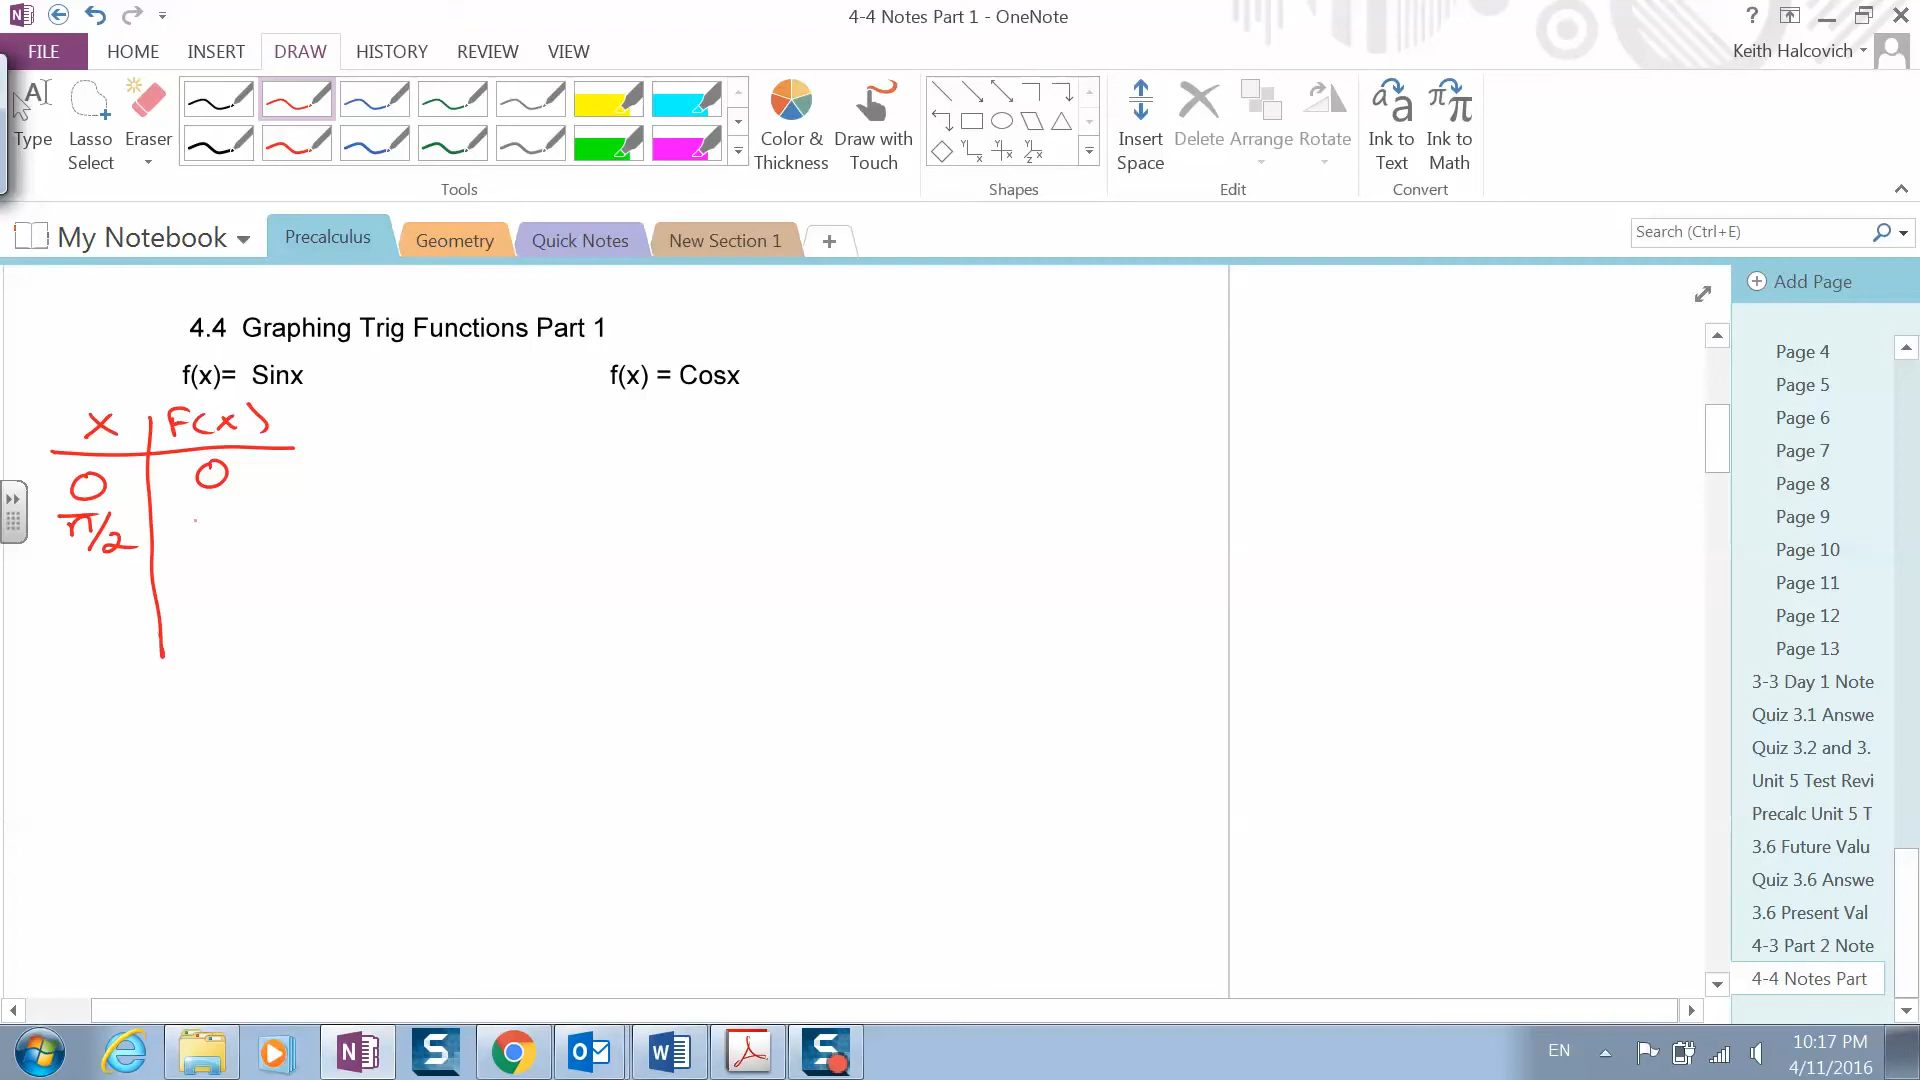 4-4 Notes Part 1 - OneNote
?
FILE HOME INSERT DRAW HISTORY REVIEW VIEW
Keith Halcovich
Type
Lasso Select
Eraser
Color & Thickness
Draw with Touch
Insert Space
Delete
Arrange
Rotate
Ink to Text
Ink to Math
Tools Shapes Edit Convert
My Notebook Precalculus Geometry Quick Notes New Section 1 +
Search (Ctrl+E)
Add Page
4.4 Graphing Trig Functions Part 1
f(x)= Sinx f(x) = Cosx
x F(x)
0 0
π/2
Page 4
Page 5
Page 6
Page 7
Page 8
Page 9
Page 10
Page 11
Page 12
Page 13
3-3 Day 1 Note
Quiz 3.1 Answe
Quiz 3.2 and 3.
Unit 5 Test Revi
Precalc Unit 5 T
3.6 Future Valu
Quiz 3.6 Answe
3.6 Present Val
4-3 Part 2 Note
4-4 Notes Part
EN
10:17 PM
4/11/2016